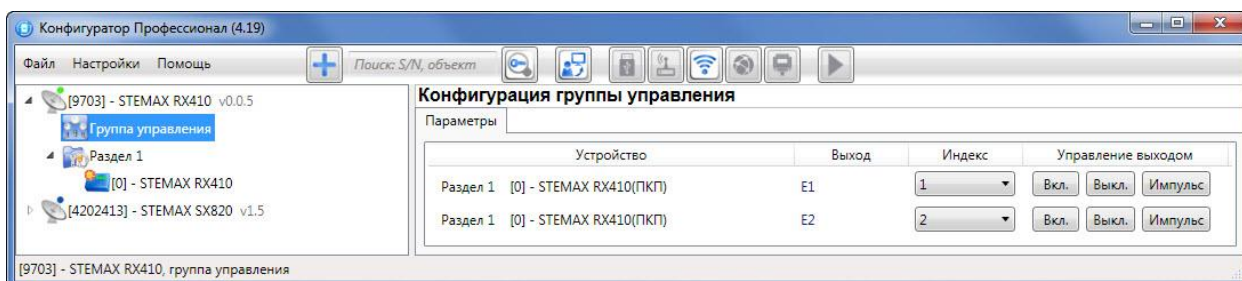 Конфигуратор Профессионал (4.19)
Файл Настройки Помощь Поиск: S/N, объект
[9703] - STEMAX RX410 v0.0.5
Группа управления
Раздел 1
[0] - STEMAX RX410
[4202413] - STEMAX SX820 v1.5
Конфигурация группы управления
Параметры
Устройство Выход Индекс Управление выходом
Раздел 1 [0] - STEMAX RX410(ПКП) E1 1 Вкл. Выкл. Импульс
Раздел 1 [0] - STEMAX RX410(ПКП) E2 2 Вкл. Выкл. Импульс
[9703] - STEMAX RX410, группа управления